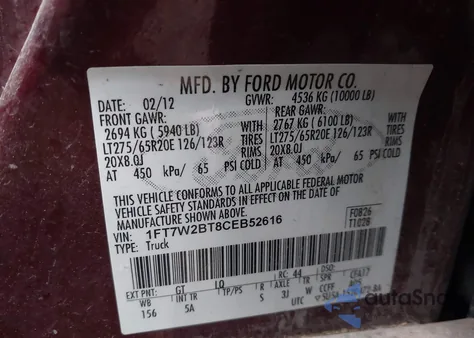 MFD. BY FORD MOTOR CO.
DATE: 02/12 GVWR: 4536 KG (10000 LB)
FRONT GAWR: REAR GAWR:
2694 KG ( 5940 LB) WITH 2767 KG ( 6100 LB) WITH
LT275/65R20E 126/123R TIRES LT275/65R20E 126/123R TIRES
20X8.0J RIMS 20X8.0J RIMS
AT 450 kPa/ 65 PSI COLD AT 450 kPa/ 65 PSI COLD
THIS VEHICLE CONFORMS TO ALL APPLICABLE FEDERAL MOTOR
VEHICLE SAFETY STANDARDS IN EFFECT ON THE DATE OF MANUFACTURE SHOWN ABOVE.
VIN: 1FT7W2BT8CEB52616 F0826
TYPE: Truck T102B
EXT PNT: GT LQ RC: 44 DSO:
WB INT TR TP/PS R AXLE TR SPR
156 5A S 3J W
UTC